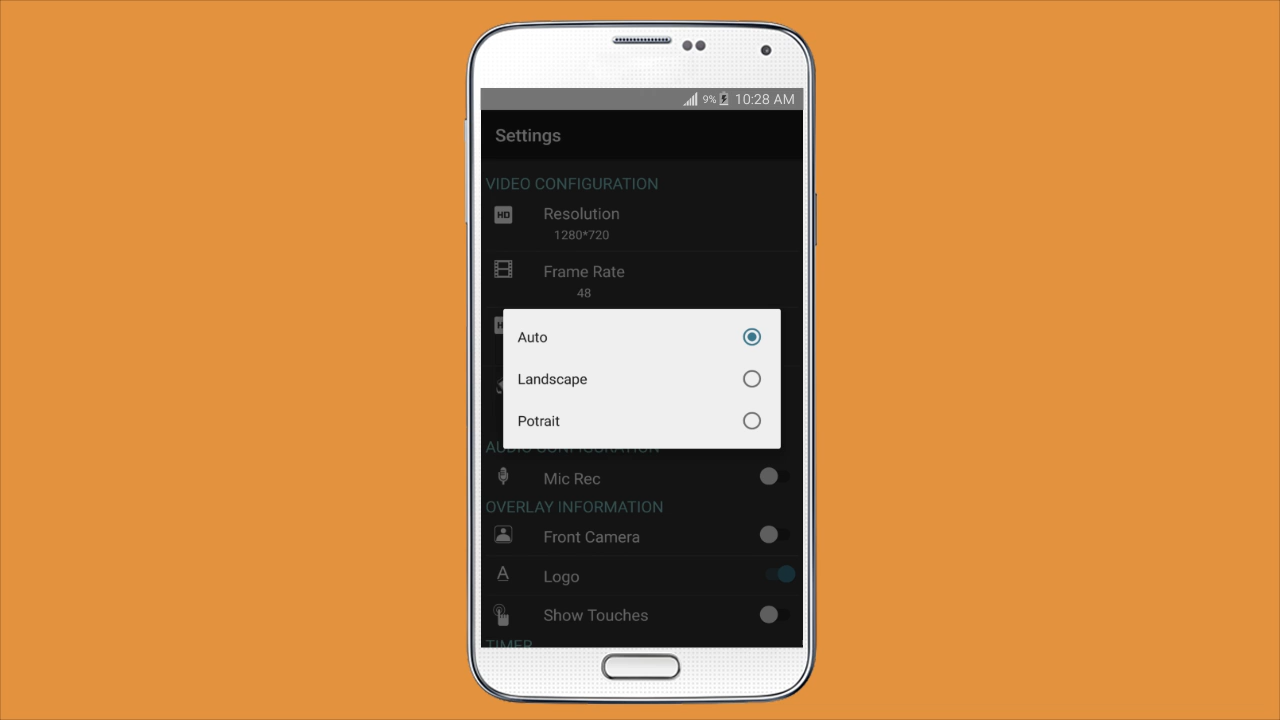 9% 10:28 AM
Settings
VIDEO CONFIGURATION
HD Resolution
1280*720
Frame Rate
48
Auto
Landscape
Potrait
AUDIO CONFIGURATION
Mic Rec
OVERLAY INFORMATION
Front Camera
A Logo
Show Touches
TIMER